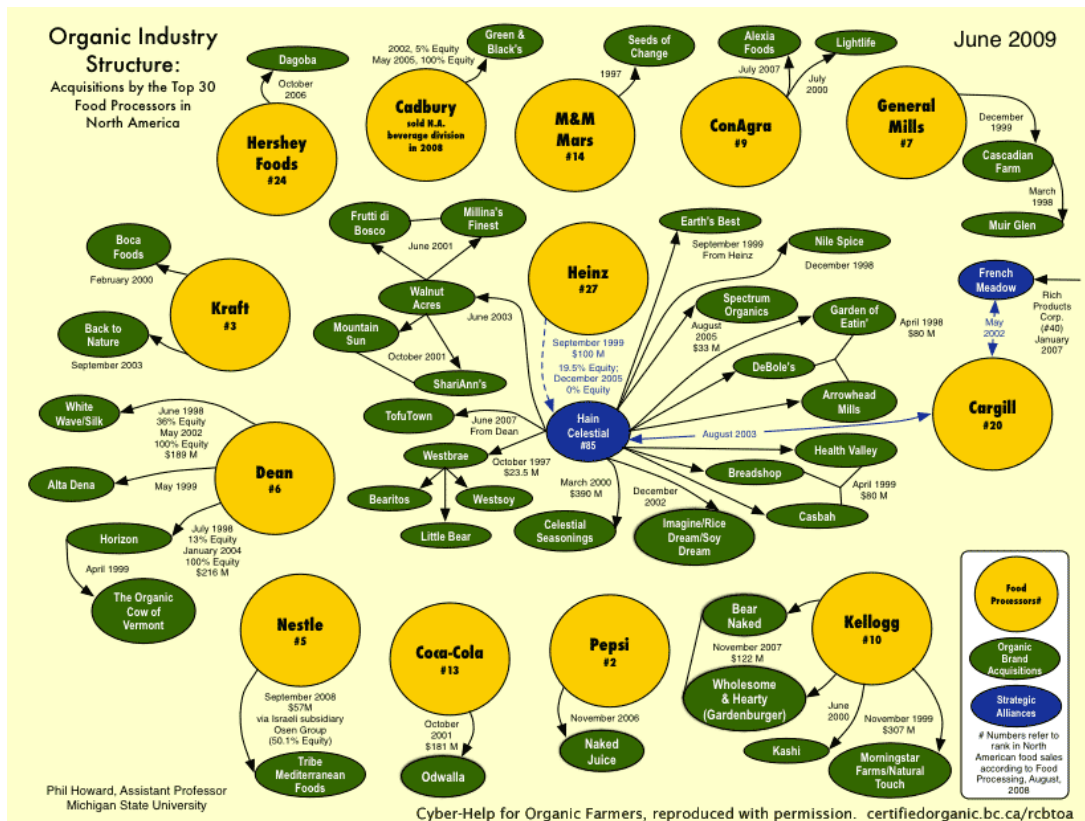 Organic Industry
Structure:
Acquisitions by the Top 30
Food Processors in
North America
June 2009
Dagoba
October
2006
Hershey
Foods
#24
2002, 5% Equity
May 2005, 100% Equity
Green &
Black's
Cadbury
sold N.A.
beverage division
in 2008
Seeds of
Change
1997
M&M
Mars
#14
Alexia
Foods
July 2007
Lightlife
July
2000
ConAgra
#9
General
Mills
#7
December
1999
Cascadian
Farm
March
1998
Muir Glen
Boca
Foods
February 2000
Kraft
#3
Back to
Nature
September 2003
Frutti di
Bosco
Millina's
Finest
June 2001
Walnut
Acres
June 2003
Mountain
Sun
October 2001
ShariAnn's
Heinz
#27
September 1999
$100 M
19.5% Equity;
December 2005
0% Equity
Hain
Celestial
#85
Earth's Best
September 1999
From Heinz
Nile Spice
December 1998
Spectrum
Organics
August
2005
$33 M
Garden of
Eatin'
April 1998
$80 M
DeBole's
Arrowhead
Mills
French
Meadow
Rich
Products
Corp.
(#40)
January
2007
May
2002
Cargill
#20
August 2003
White
Wave/Silk
June 1998
36% Equity
May 2002
100% Equity
$189 M
Dean
#6
Alta Dena
May 1999
Horizon
July 1998
13% Equity
January 2004
100% Equity
$216 M
April 1999
The Organic
Cow of
Vermont
TofuTown
June 2007
From Dean
Westbrae
October 1997
$23.5 M
Bearitos
Westsoy
Little Bear
March 2000
$390 M
Celestial
Seasonings
December
2002
Imagine/Rice
Dream/Soy
Dream
Health Valley
Breadshop
April 1999
$80 M
Casbah
Nestle
#5
September 2008
$57M
via Israeli subsidiary
Osen Group
(50.1% Equity)
Tribe
Mediterranean
Foods
Coca-Cola
#13
October
2001
$181 M
Odwalla
Pepsi
#2
November 2006
Naked
Juice
Bear
Naked
November 2007
$122 M
Wholesome
& Hearty
(Gardenburger)
Kellogg
#10
June
2000
Kashi
November 1999
$307 M
Morningstar
Farms/Natural
Touch
Food
Processors#
Organic
Brand
Acquisitions
Strategic
Alliances
# Numbers refer to
rank in North
American food sales
according to Food
Processing, August,
2008
Phil Howard, Assistant Professor
Michigan State University
Cyber-Help for Organic Farmers, reproduced with permission. certifiedorganic.bc.ca/rcbtoa